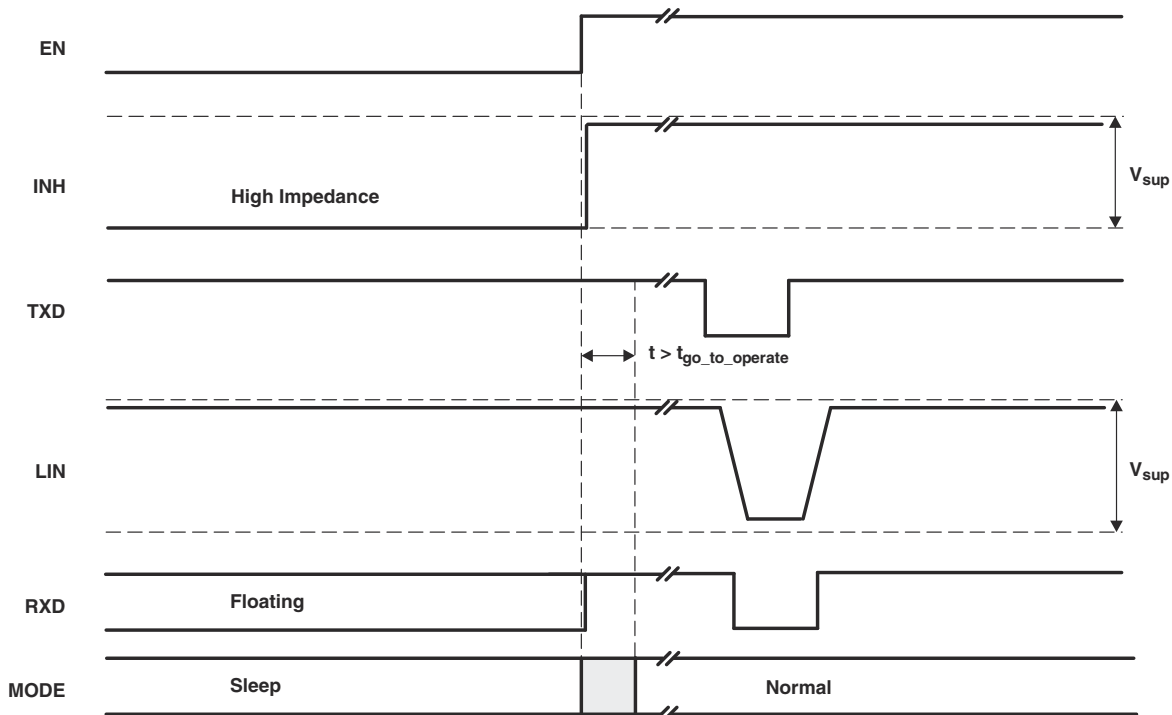 EN
INH
High Impedance
Vsup
TXD
t > tgo_to_operate
LIN
Vsup
RXD
Floating
MODE
Sleep
Normal